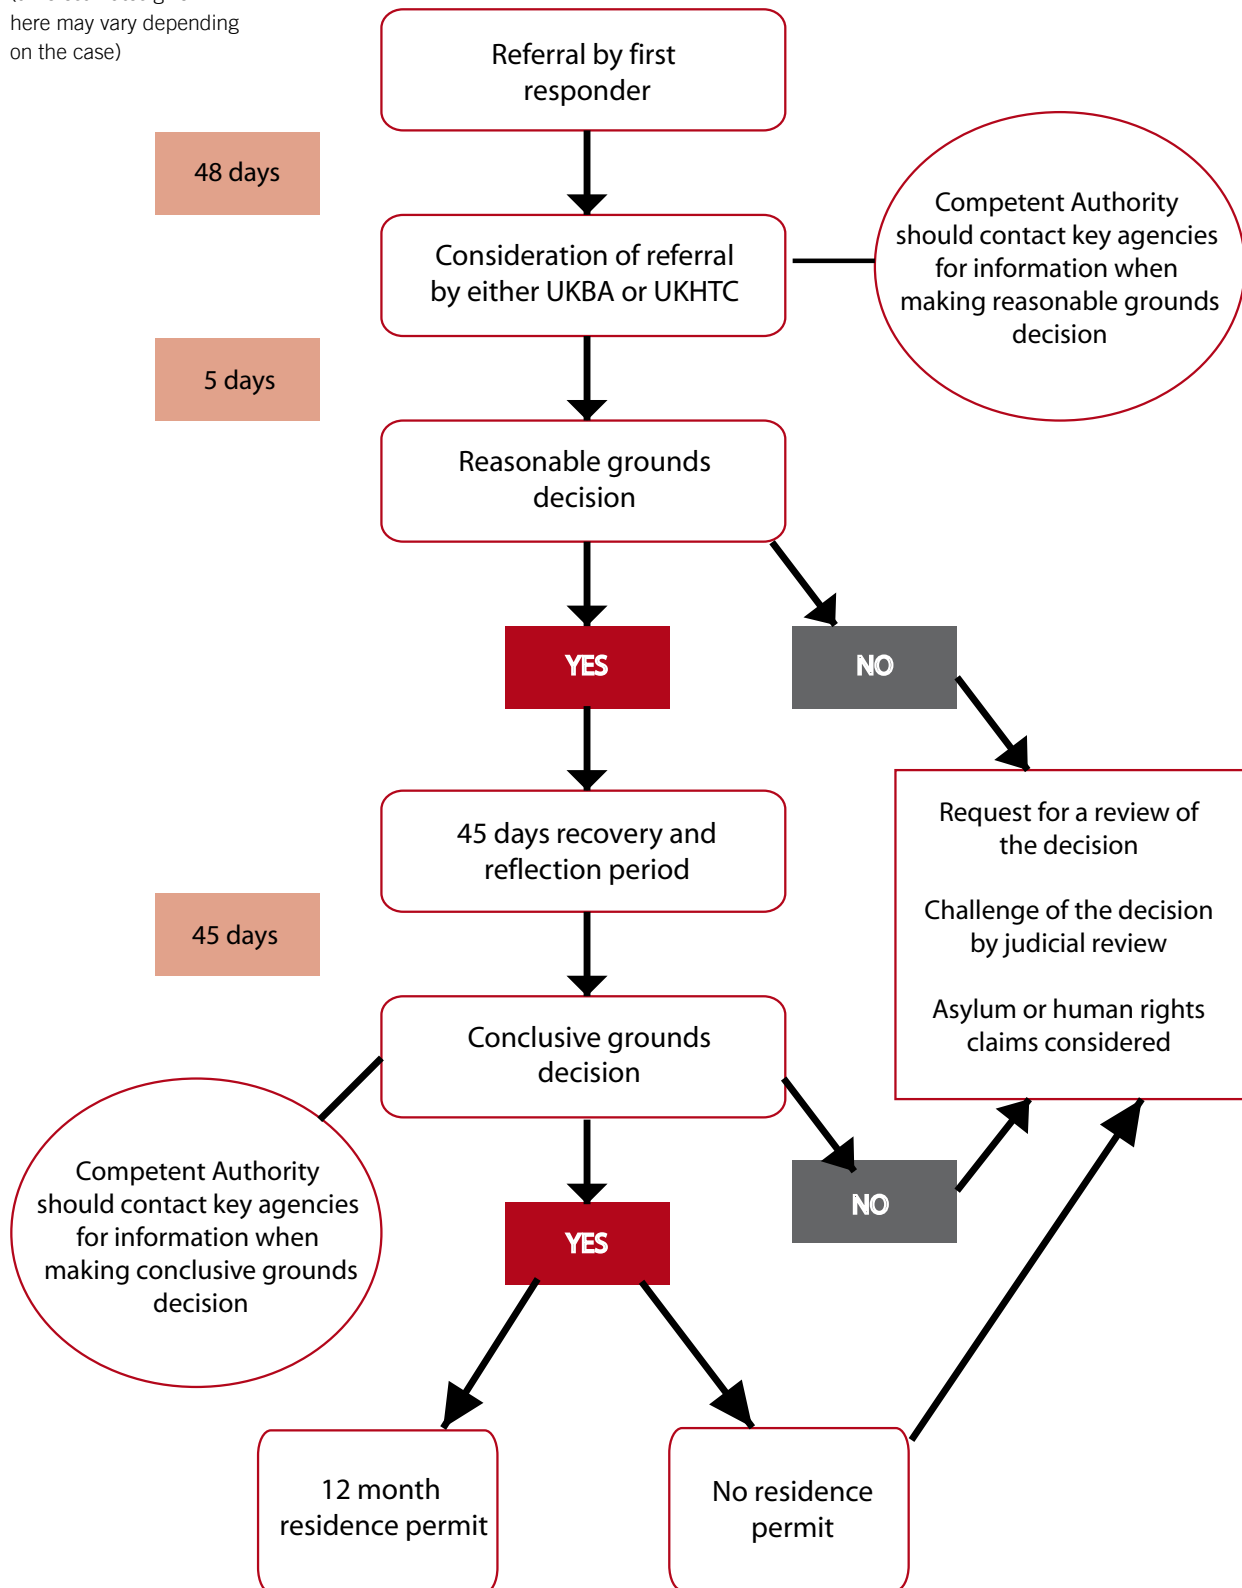 here may vary depending
on the case)
Referral by first
responder
48 days
Consideration of referral
by either UKBA or UKHTC
Competent Authority
should contact key agencies
for information when
making reasonable grounds
decision
5 days
Reasonable grounds
decision
YES
NO
45 days recovery and
reflection period
Request for a review of
the decision
Challenge of the decision
by judicial review
Asylum or human rights
claims considered
45 days
Conclusive grounds
decision
Competent Authority
should contact key agencies
for information when
making conclusive grounds
decision
NO
YES
12 month
residence permit
No residence
permit